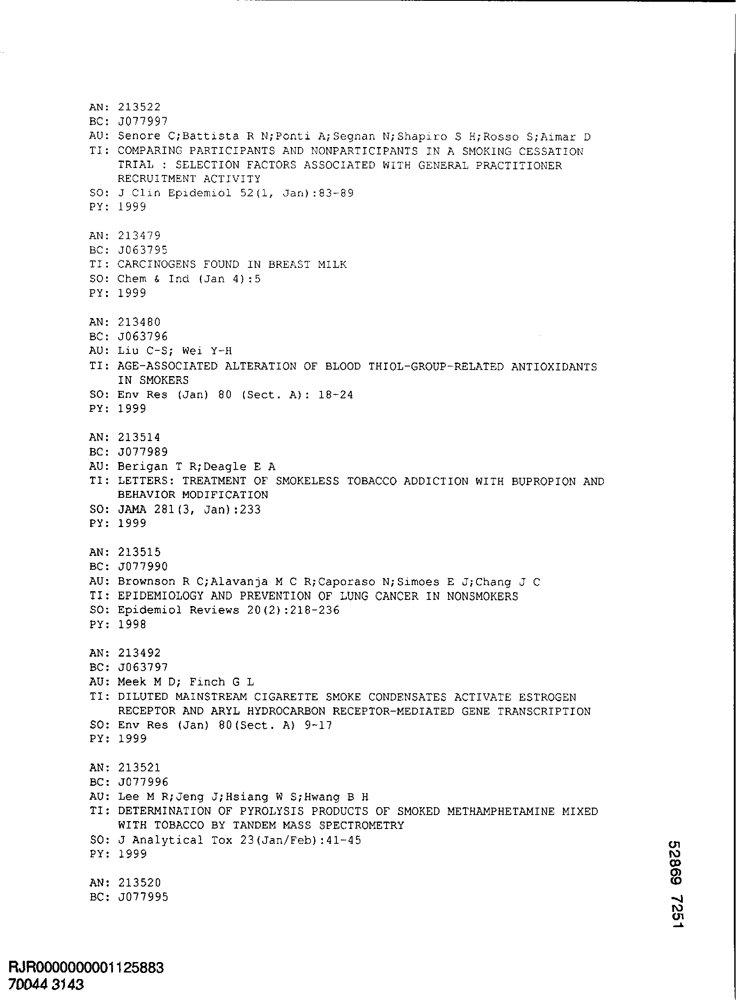 AN: 213522
BC: J077997
AU: Senore C;Battista R N;Ponti A;Segnan N;Shapiro S H;Rosso S;Aimar D
TI: COMPARING PARTICIPANTS AND NONPARTICIPANTS IN A SMOKING CESSATION
TRIAL : SELECTION FACTORS ASSOCIATED WITH GENERAL PRACTITIONER
RECRUITMENT ACTIVITY
SO: J Clin Epidemiol 52(1, Jan):83-89
PY: 1999
AN: 213479
BC: J063795
TI: CARCINOGENS FOUND IN BREAST MILK
SO: Chem & Ind (Jan 4):5
PY: 1999
AN: 213480
BC: J063796
AU: Liu C-S; Wei Y-H
TI: AGE-ASSOCIATED ALTERATION OF BLOOD THIOL-GROUP-RELATED ANTIOXIDANTS
IN SMOKERS
SO: Env Res (Jan) 80 (Sect. A): 18-24
PY: 1999
AN: 213514
BC: J077989
AU: Berigan T R;Deagle E A
TI: LETTERS: TREATMENT OF SMOKELESS TOBACCO ADDICTION WITH BUPROPION AND
BEHAVIOR MODIFICATION
SO: JAMA 281(3, Jan):233
PY: 1999
AN: 213515
BC: J077990
AU: Brownson R C;Alavanja M C R;Caporaso N;Simoes E J;Chang J C
TI: EPIDEMIOLOGY AND PREVENTION OF LUNG CANCER IN NONSMOKERS
SO: Epidemiol Reviews 20(2):218-236
PY: 1998
AN: 213492
BC: J063797
AU: Meek M D; Finch G L
TI: DILUTED MAINSTREAM CIGARETTE SMOKE CONDENSATES ACTIVATE ESTROGEN
RECEPTOR AND ARYL HYDROCARBON RECEPTOR-MEDIATED GENE TRANSCRIPTION
SO: Env Res (Jan) 80(Sect. A) 9-17
PY: 1999
AN: 213521
BC: J077996
AU: Lee M R;Jeng J;Hsiang W S;Hwang B H
TI: DETERMINATION OF PYROLYSIS PRODUCTS OF SMOKED METHAMPHETAMINE MIXED
WITH TOBACCO BY TANDEM MASS SPECTROMETRY
SO: J Analytical Tox 23(Jan/Feb):41-45
PY: 1999
AN: 213520
BC: J077995
52869 7251
RJR0000000001125883
70044 3143